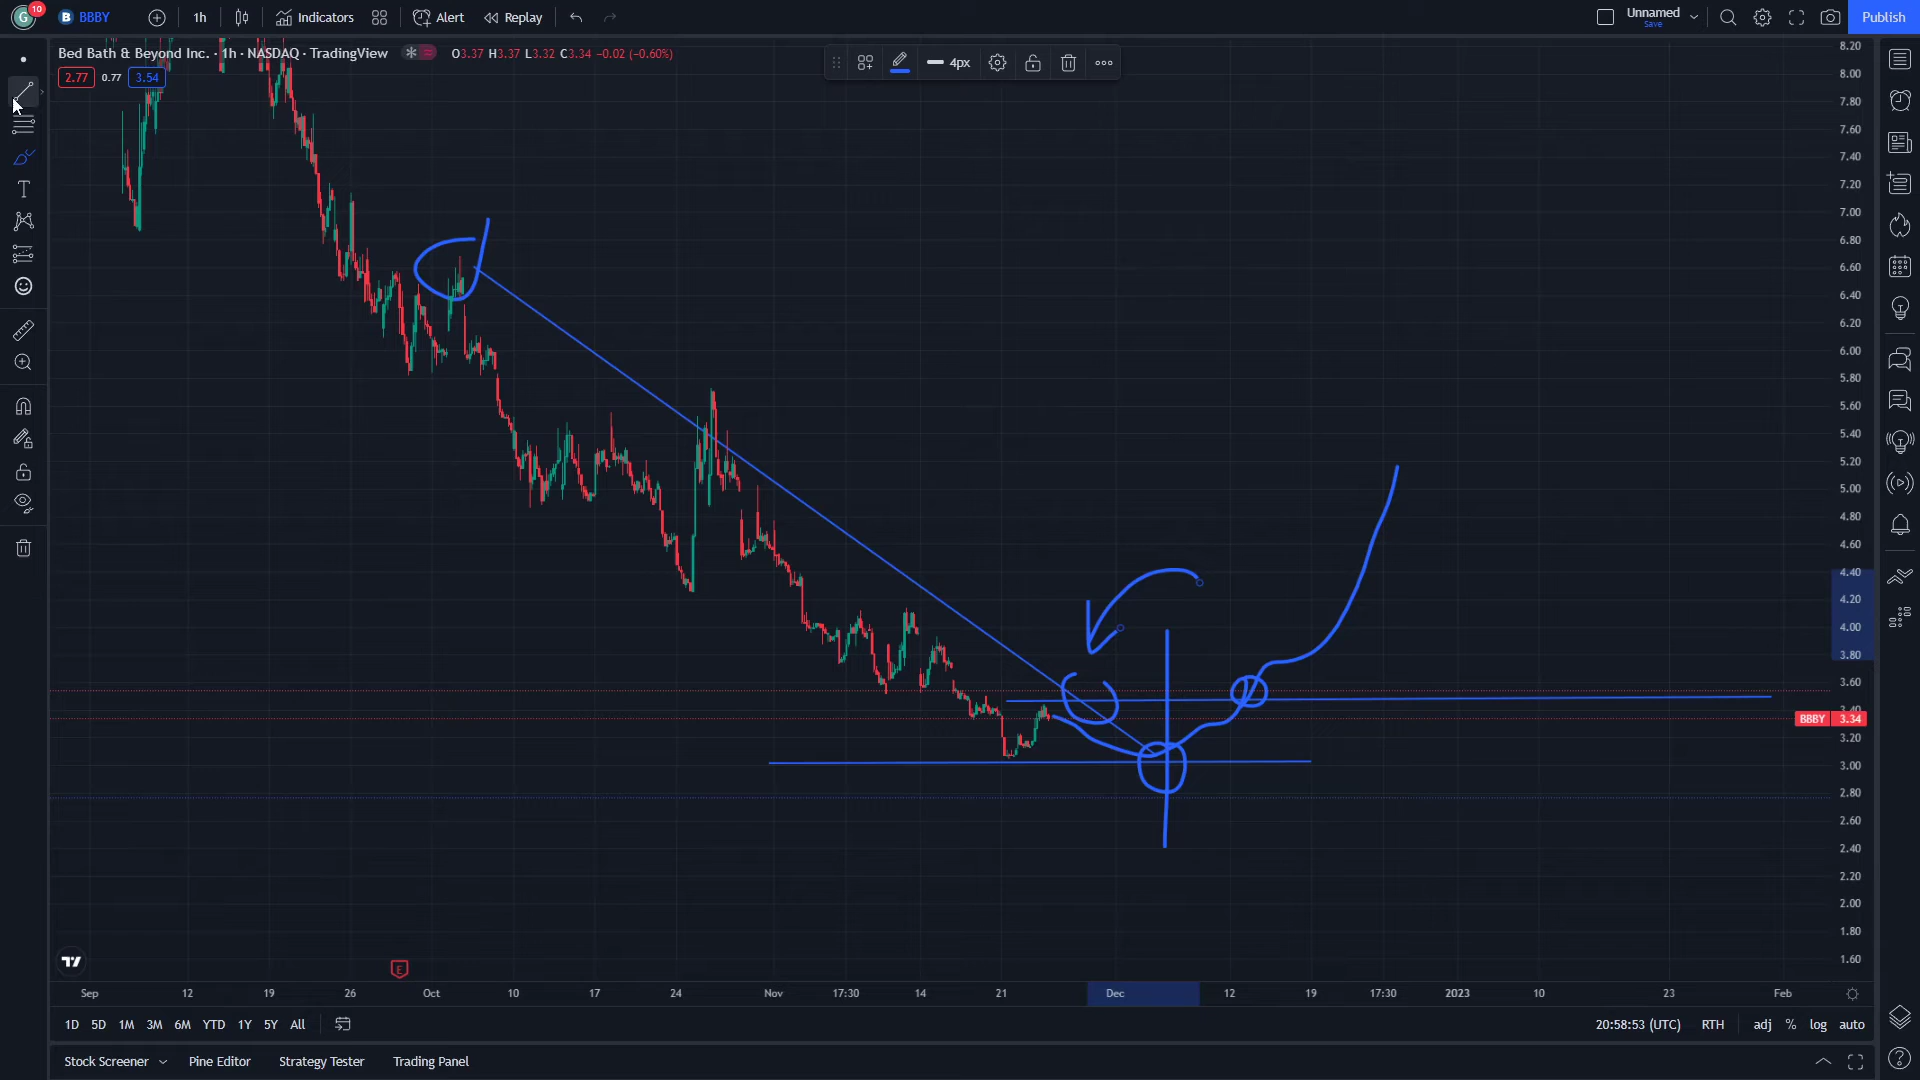 G
10
BBBY
1h
Indicators
Alert
Replay
Unnamed
Save
Publish
Bed Bath & Beyond Inc. · 1h · NASDAQ · TradingView
O3.37 H3.37 L3.32 C3.34 −0.02 (−0.60%)
2.77 0.77 3.54
4px
T
8.20
8.00
7.80
7.60
7.40
7.20
7.00
6.80
6.60
6.40
6.20
6.00
5.80
5.60
5.40
5.20
5.00
4.80
4.60
4.40
4.20
4.00
3.80
3.60
3.40
BBBY 3.34
3.20
3.00
2.80
2.60
2.40
2.20
2.00
1.80
1.60
E
Sep 12 19 26 Oct 10 17 24 Nov 17:30 14 21 Dec 12 19 17:30 2023 10 23 Feb
1D 5D 1M 3M 6M YTD 1Y 5Y All
20:58:53 (UTC) RTH adj % log auto
Stock Screener Pine Editor Strategy Tester Trading Panel